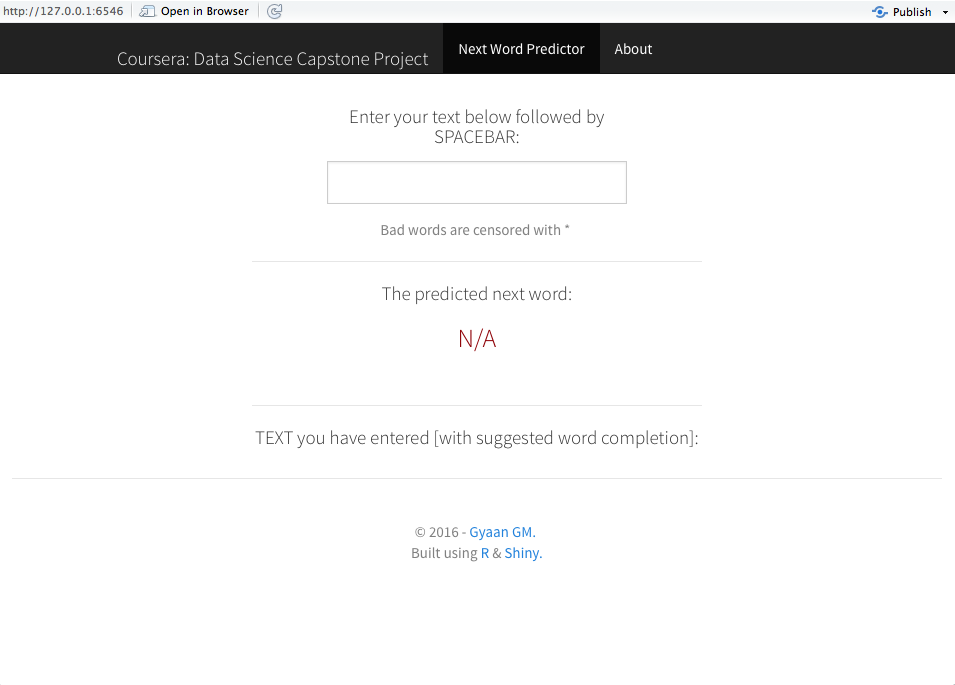 http://127.0.0.1:6546 Open in Browser Publish
Coursera: Data Science Capstone Project Next Word Predictor About
Enter your text below followed by
SPACEBAR:
Bad words are censored with *
The predicted next word:
N/A
TEXT you have entered [with suggested word completion]:
© 2016 - Gyaan GM.
Built using R & Shiny.